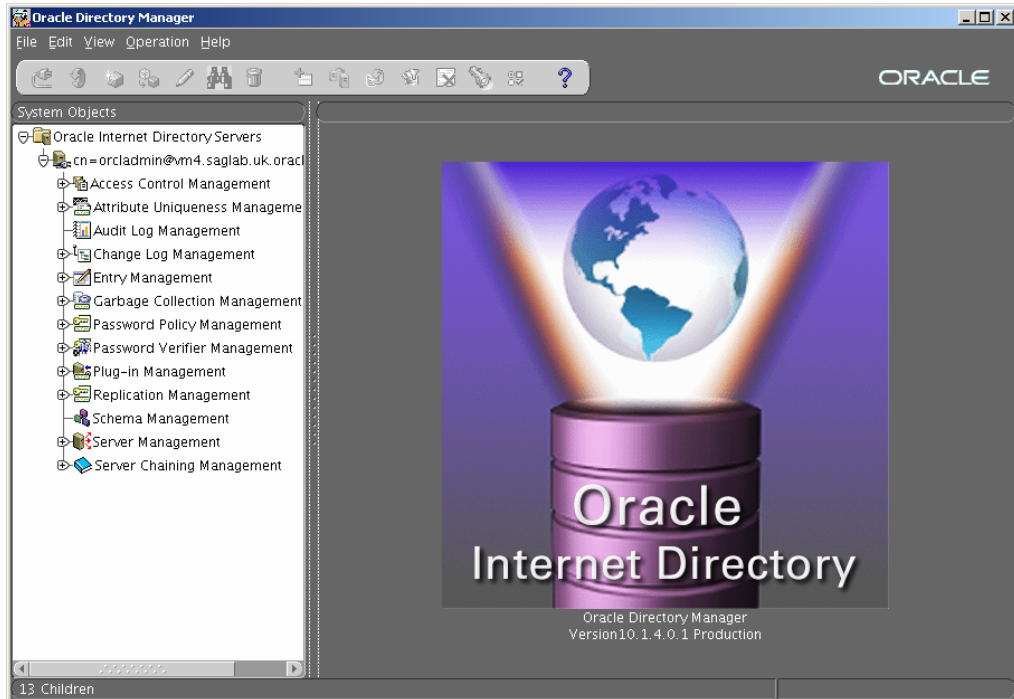 Oracle Directory Manager
File Edit View Operation Help
ORACLE
System Objects
Oracle Internet Directory Servers
cn=orcladmin@vm4.saglab.uk.oracl
Access Control Management
Attribute Uniqueness Manageme
Audit Log Management
Change Log Management
Entry Management
Garbage Collection Management
Password Policy Management
Password Verifier Management
Plug-in Management
Replication Management
Schema Management
Server Management
Server Chaining Management
Oracle
Internet Directory
Oracle Directory Manager
Version10.1.4.0.1 Production
13 Children